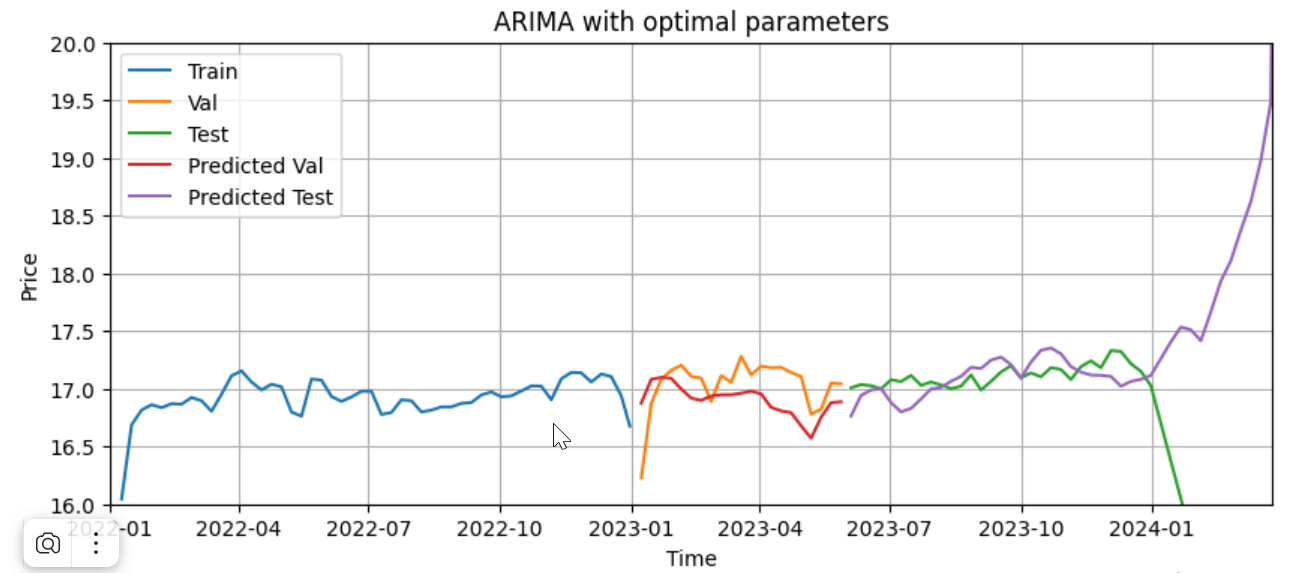 ARIMA with optimal parameters
20.0
19.5
19.0
18.5
18.0
17.5
17.0
16.5
16.0
Price
Train
Val
Test
Predicted Val
Predicted Test
2022-01 2022-04 2022-07 2022-10 2023-01 2023-04 2023-07 2023-10 2024-01
Time